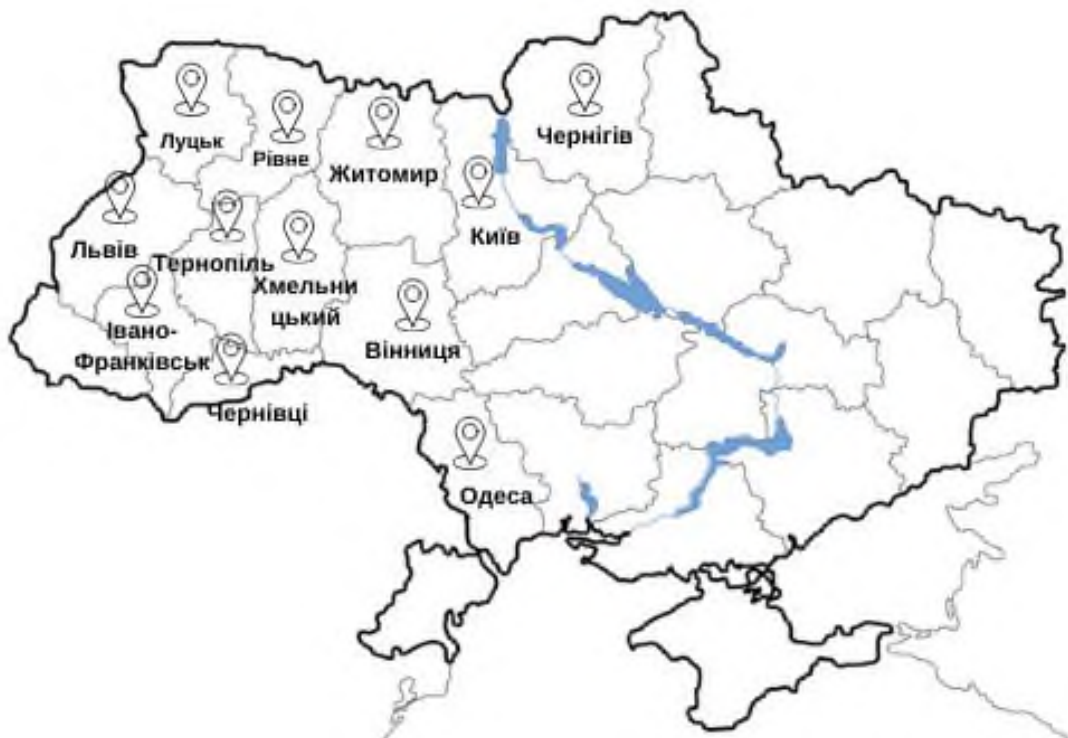 Луцьк
Рівне
Житомир
Чернігів
Львів
Тернопіль
Хмельни
цький
Київ
Івано-
Франківськ
Вінниця
Чернівці
Одеса